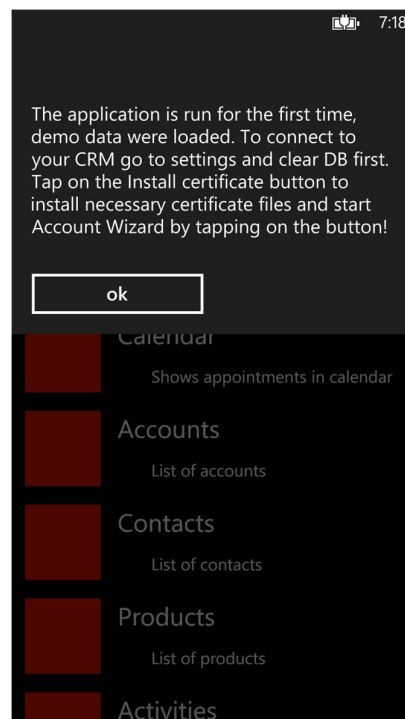 7:18
The application is run for the first time,
demo data were loaded. To connect to
your CRM go to settings and clear DB first.
Tap on the Install certificate button to
install necessary certificate files and start
Account Wizard by tapping on the button!
ok
Calendar
Shows appointments in calendar
Accounts
List of accounts
Contacts
List of contacts
Products
List of products
Activities